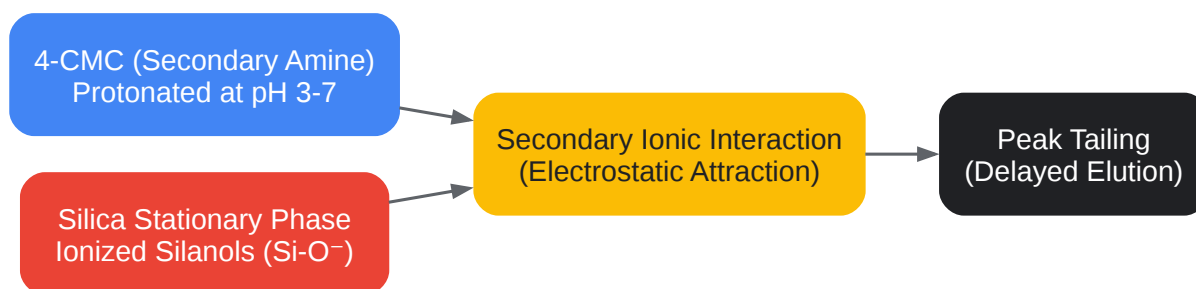 4-CMC (Secondary Amine)
Protonated at pH 3-7
Silica Stationary Phase
Ionized Silanols (Si-O⁻)
Secondary Ionic Interaction
(Electrostatic Attraction)
Peak Tailing
(Delayed Elution)